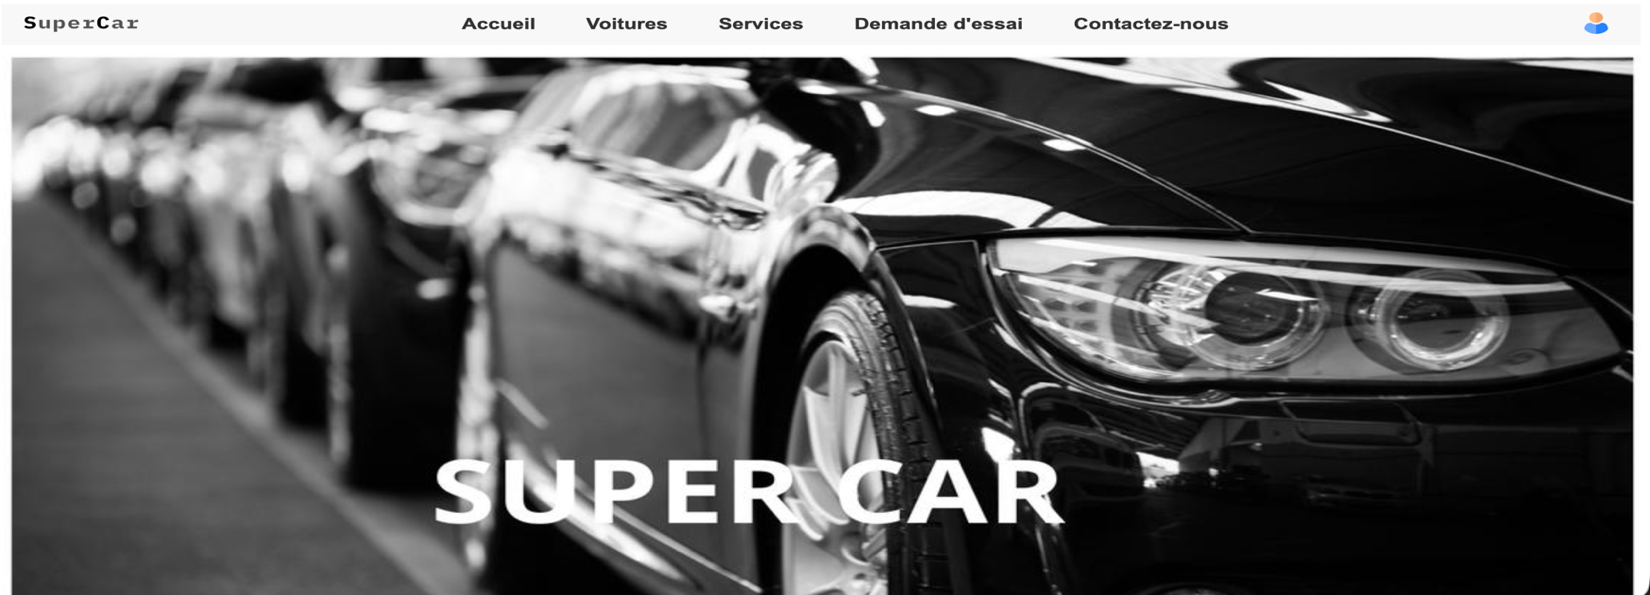 SuperCar Accueil Voitures Services Demande d'essai Contactez-nous
SUPER CAR